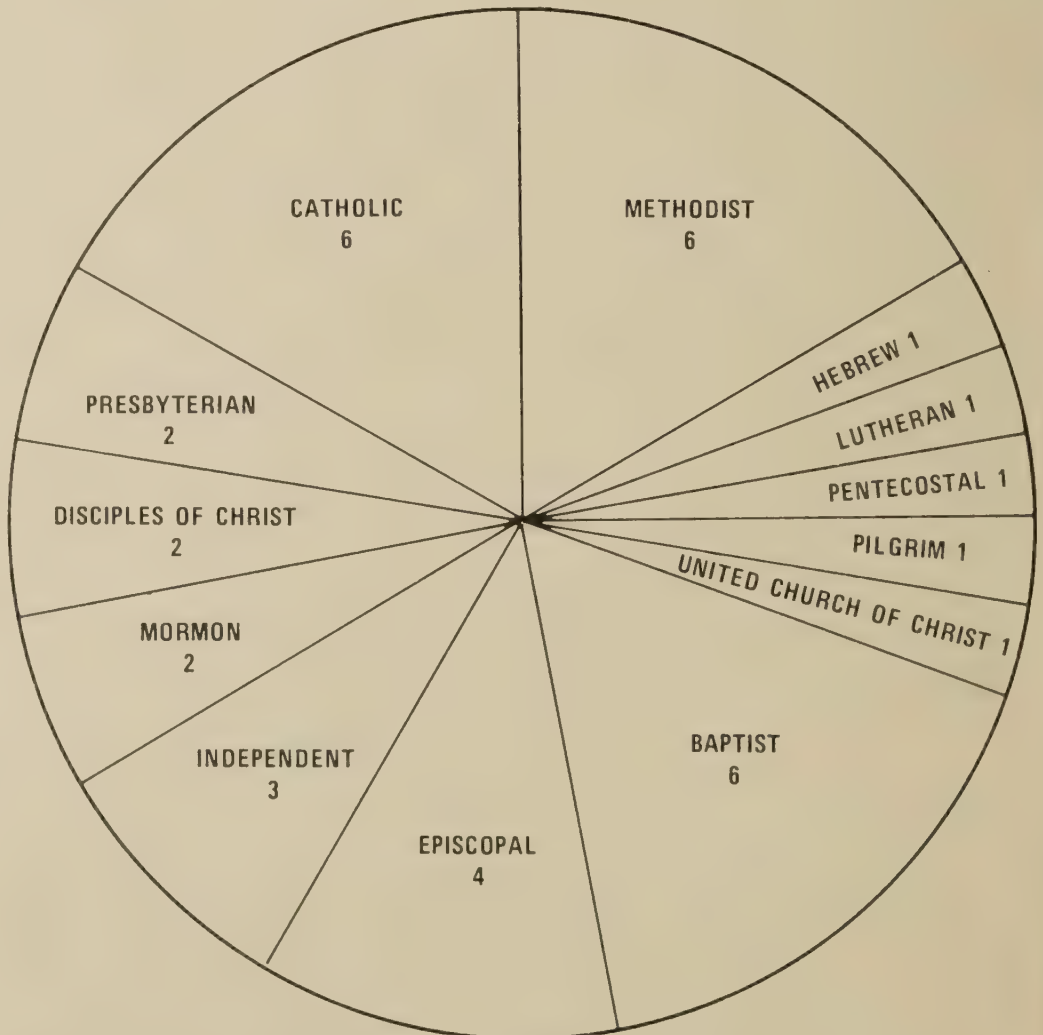 CATHOLIC
6
METHODIST
6
HEBREW 1
LUTHERAN 1
PENTECOSTAL 1
PILGRIM 1
UNITED CHURCH OF CHRIST 1
PRESBYTERIAN
2
DISCIPLES OF CHRIST
2
MORMON
2
INDEPENDENT
3
EPISCOPAL
4
BAPTIST
6